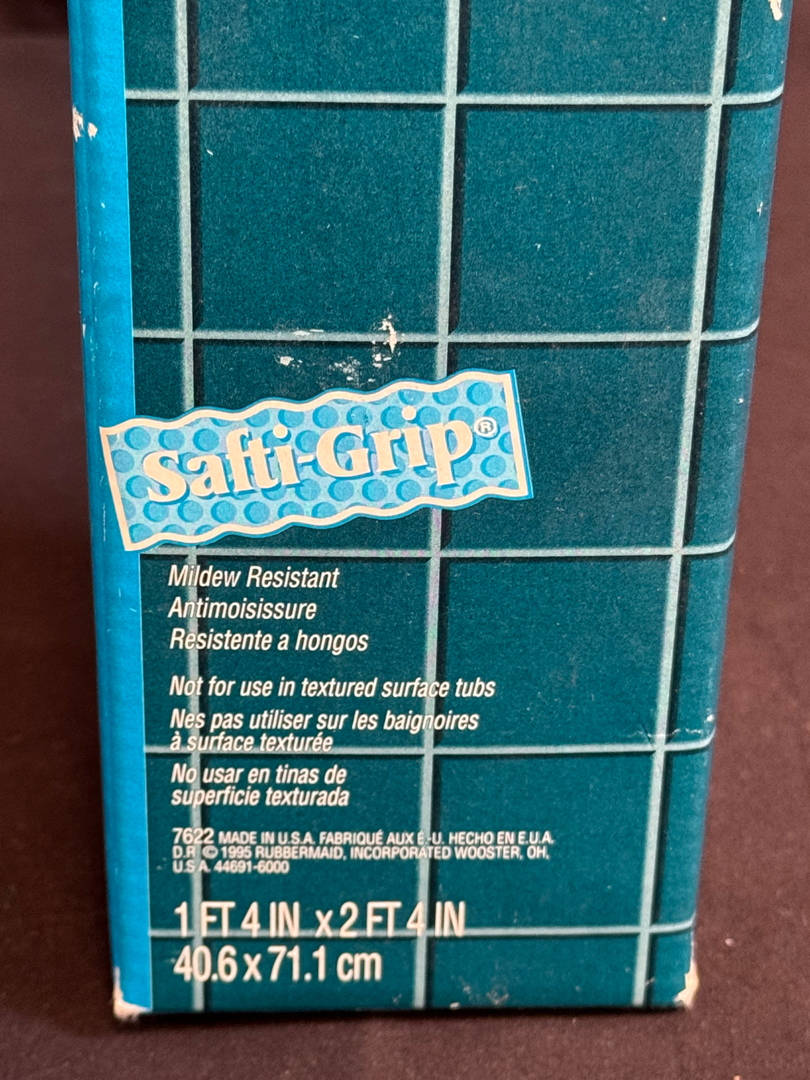 Safti-Grip®
Mildew Resistant
Antimoisissure
Resistente a hongos
Not for use in textured surface tubs
Nes pas utiliser sur les baignoires
à surface texturée
No usar en tinas de
superficie texturada
7622 MADE IN U.S.A. FABRIQUÉ AUX É.-U. HECHO EN E.U.A.
D.R. © 1995 RUBBERMAID, INCORPORATED WOOSTER, OH,
U.S.A. 44691-6000
1 FT 4 IN x 2 FT 4 IN
40.6 x 71.1 cm